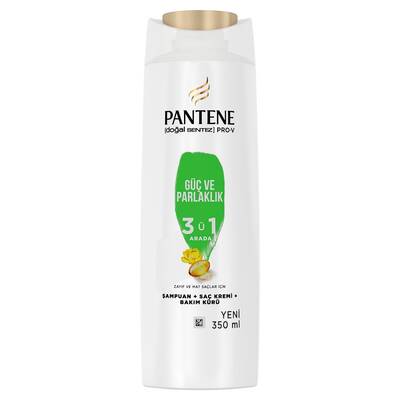 PANTENE
(doğal SENTEZ) PRO-V
GÜÇ VE
PARLAKLIK
3 ü 1
ARADA
ZAYIF VE MAT SAÇLAR İÇİN
ŞAMPUAN + SAÇ KREMİ +
BAKIM KÜRÜ
YENİ
350 ml